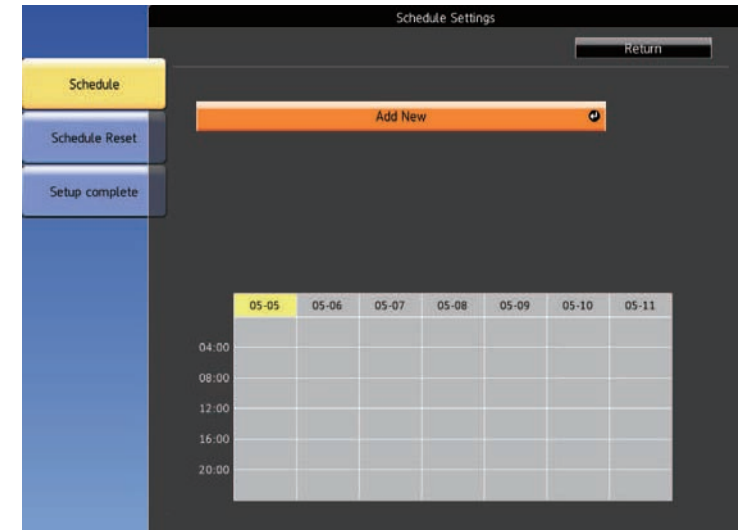 Schedule Settings
Return
Schedule
Add New
Schedule Reset
Setup complete
05-05 05-06 05-07 05-08 05-09 05-10 05-11
04:00
08:00
12:00
16:00
20:00